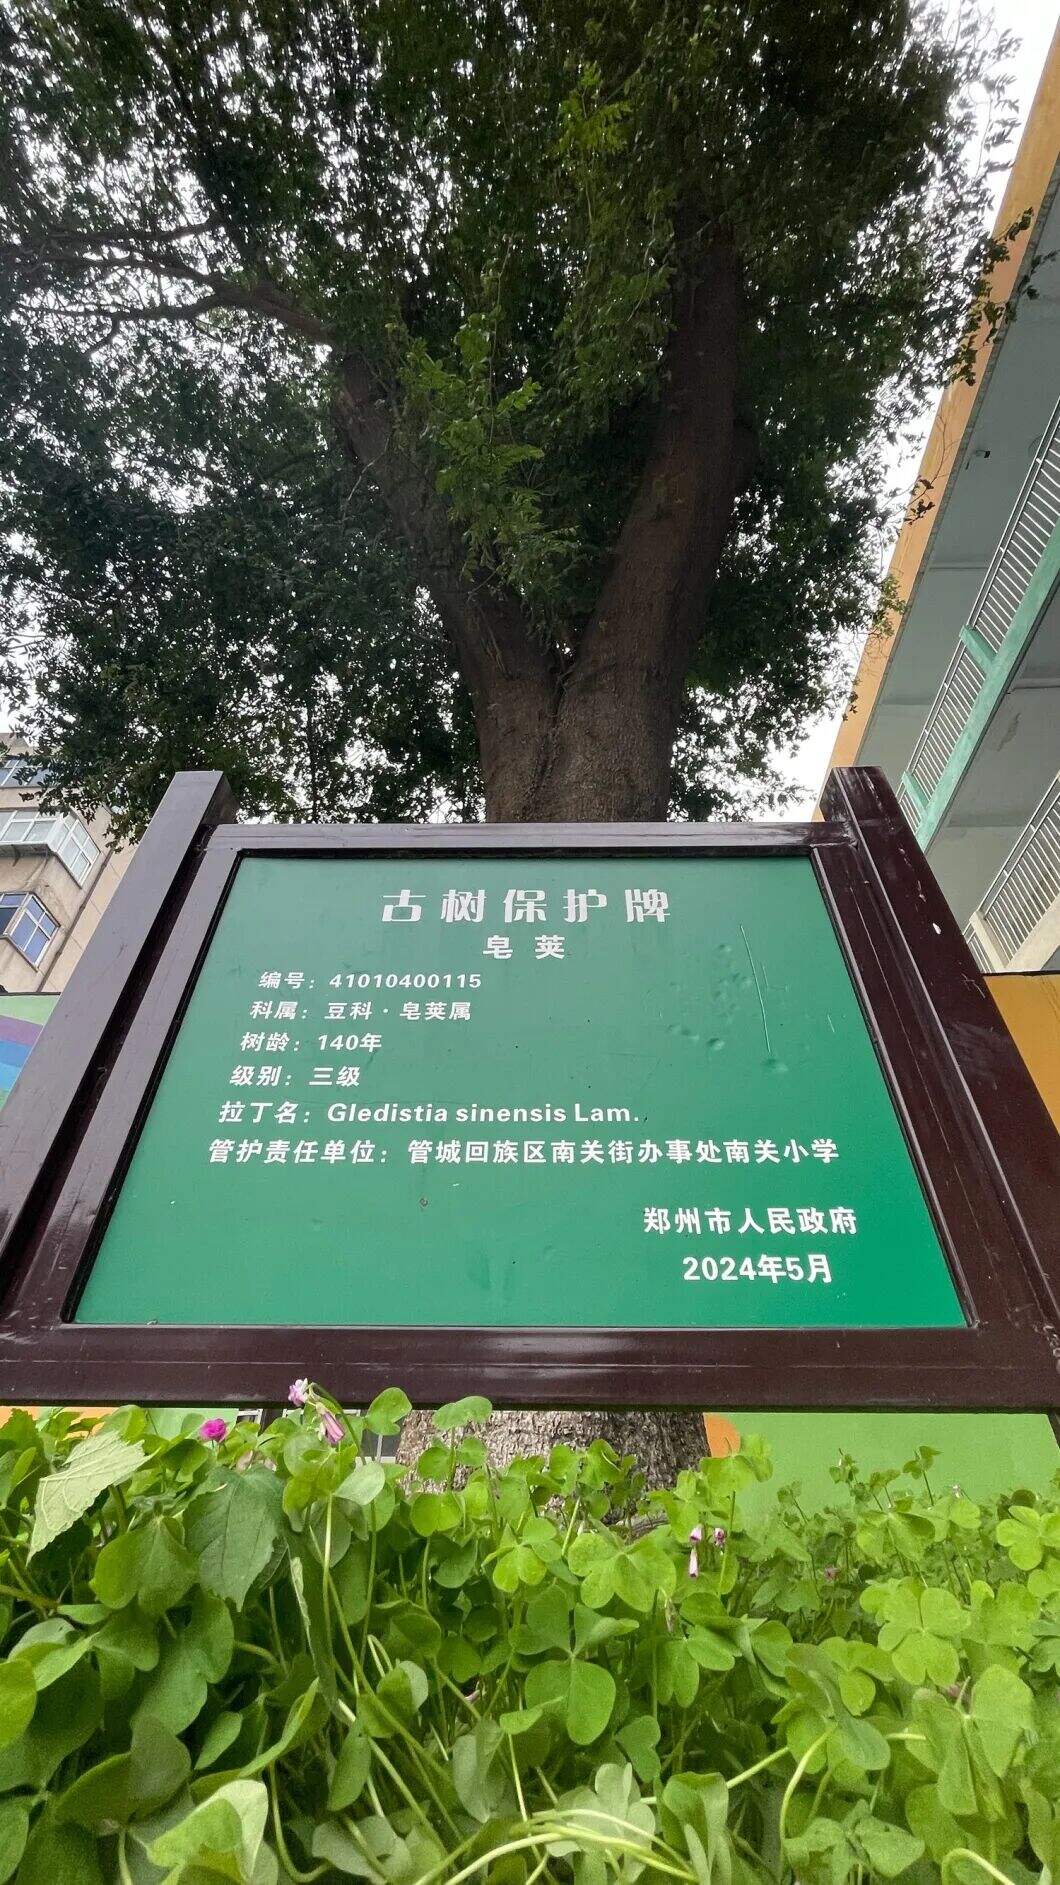 古树保护牌
皂荚
编号：41010400115
科属：豆科·皂荚属
树龄：140年
级别：三级
拉丁名：Gledistia sinensis Lam.
管护责任单位：管城回族区南关街办事处南关小学
郑州市人民政府
2024年5月